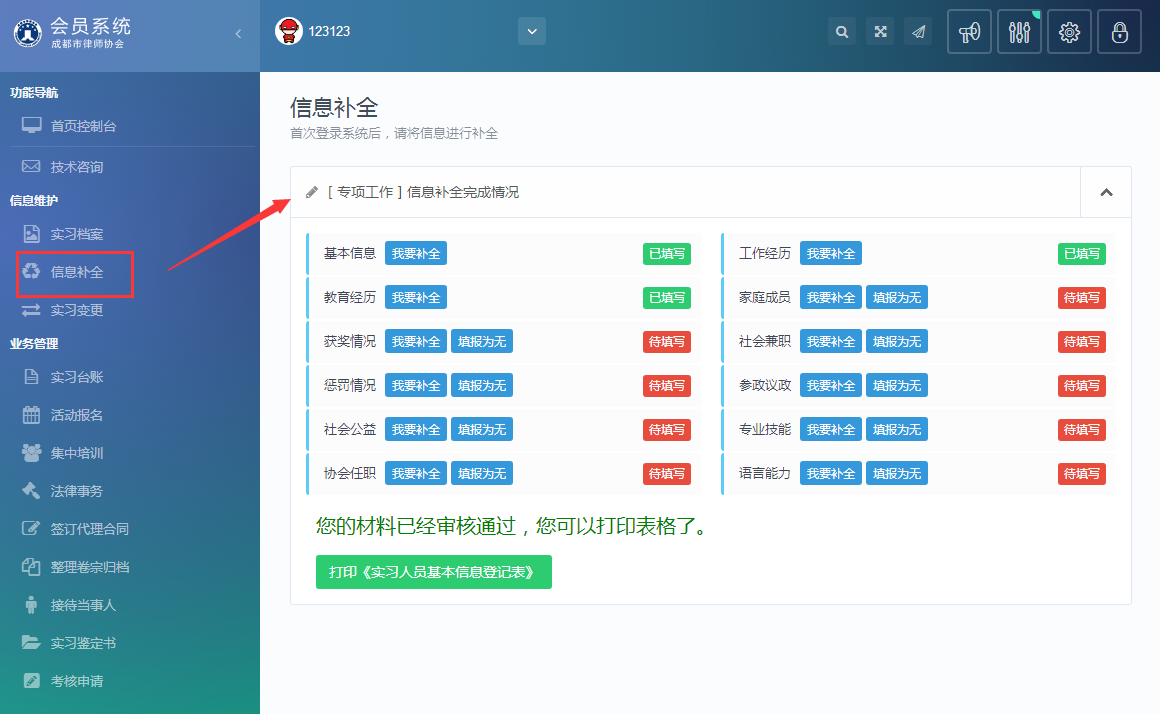 会员系统
成都市律师协会
123123
功能导航
首页控制台
技术咨询
信息维护
实习档案
信息补全
实习变更
业务管理
实习台账
活动报名
集中培训
法律事务
签订代理合同
整理卷宗归档
接待当事人
实习鉴定书
考核申请
信息补全
首次登录系统后，请将信息进行补全
[ 专项工作 ] 信息补全完成情况
基本信息 我要补全 已填写
工作经历 我要补全 已填写
教育经历 我要补全 已填写
家庭成员 我要补全 填报为无 待填写
获奖情况 我要补全 填报为无 待填写
社会兼职 我要补全 填报为无 待填写
惩罚情况 我要补全 填报为无 待填写
参政议政 我要补全 填报为无 待填写
社会公益 我要补全 填报为无 待填写
专业技能 我要补全 填报为无 待填写
协会任职 我要补全 填报为无 待填写
语言能力 我要补全 填报为无 待填写
您的材料已经审核通过，您可以打印表格了。
打印《实习人员基本信息登记表》